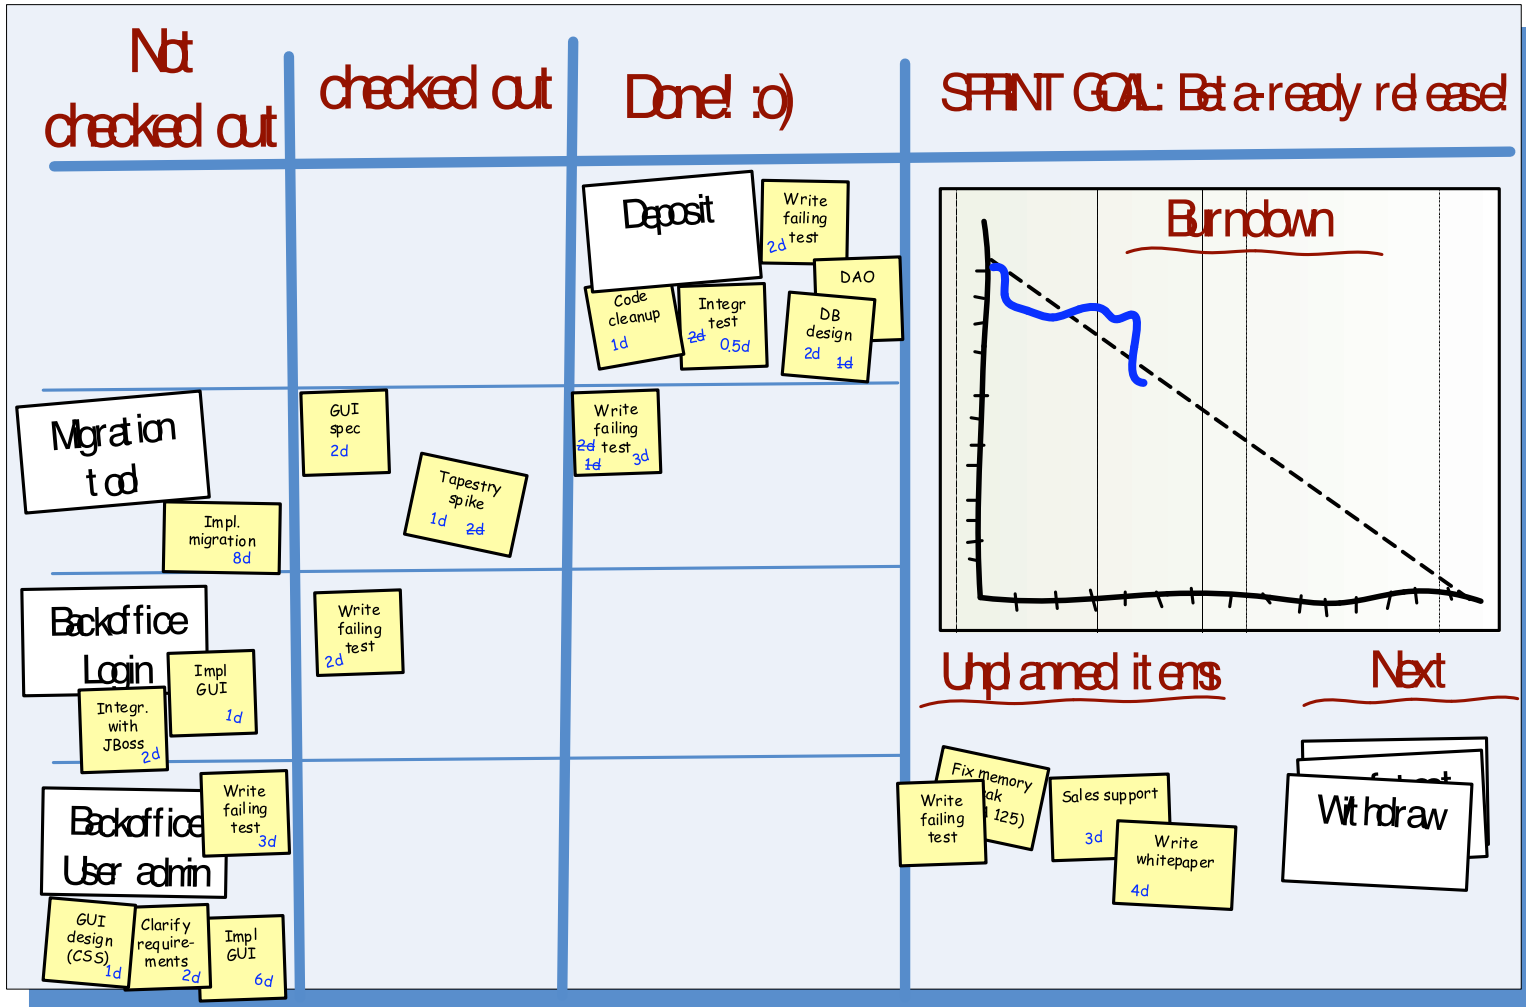 Not
checked out
checked out
Done! :o)
SPRINT GOAL: Beta-ready release!
Deposit
Write
failing
test
2d
DAO
Code
cleanup
1d
Integr
test
2d
0.5d
DB
design
2d
1d
Burndown
Migration
tool
Impl.
migration
8d
GUI
spec
2d
Tapestry
spike
1d
2d
Write
failing
test
2d
1d
3d
Backoffice
Login
Impl
GUI
1d
Integr.
with
JBoss
2d
Write
failing
test
2d
Backoffice
User admin
Write
failing
test
3d
GUI
design
(CSS)
1d
Clarify
require-
ments
2d
Impl
GUI
6d
Unplanned items
Next
Fix memory
125)
Write
failing
test
Sales support
3d
Write
whitepaper
4d
Withdraw